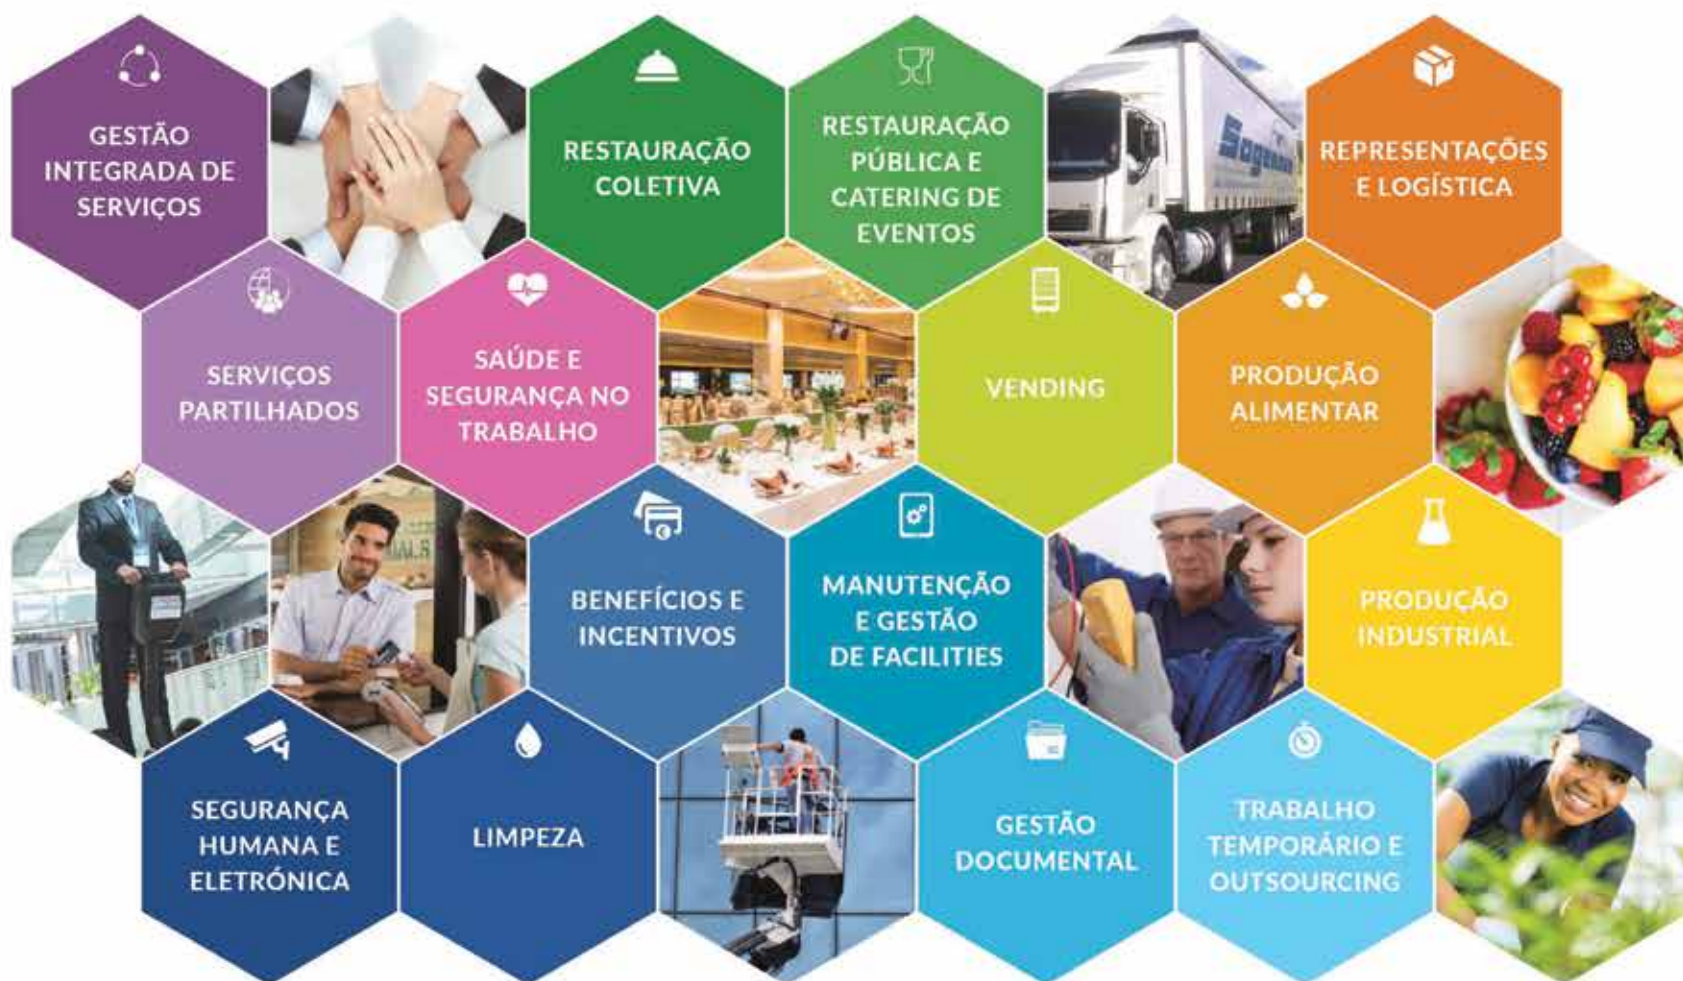 GESTÃO
INTEGRADA DE
SERVIÇOS
RESTAURAÇÃO
COLETIVA
RESTAURAÇÃO
PÚBLICA E
CATERING DE
EVENTOS
REPRESENTAÇÕES
E LOGÍSTICA
SERVIÇOS
PARTILHADOS
SAÚDE E
SEGURANÇA NO
TRABALHO
VENDING
PRODUÇÃO
ALIMENTAR
BENEFÍCIOS E
INCENTIVOS
MANUTENÇÃO
E GESTÃO
DE FACILITIES
PRODUÇÃO
INDUSTRIAL
SEGURANÇA
HUMANA E
ELETRÓNICA
LIMPEZA
GESTÃO
DOCUMENTAL
TRABALHO
TEMPORÁRIO E
OUTSOURCING